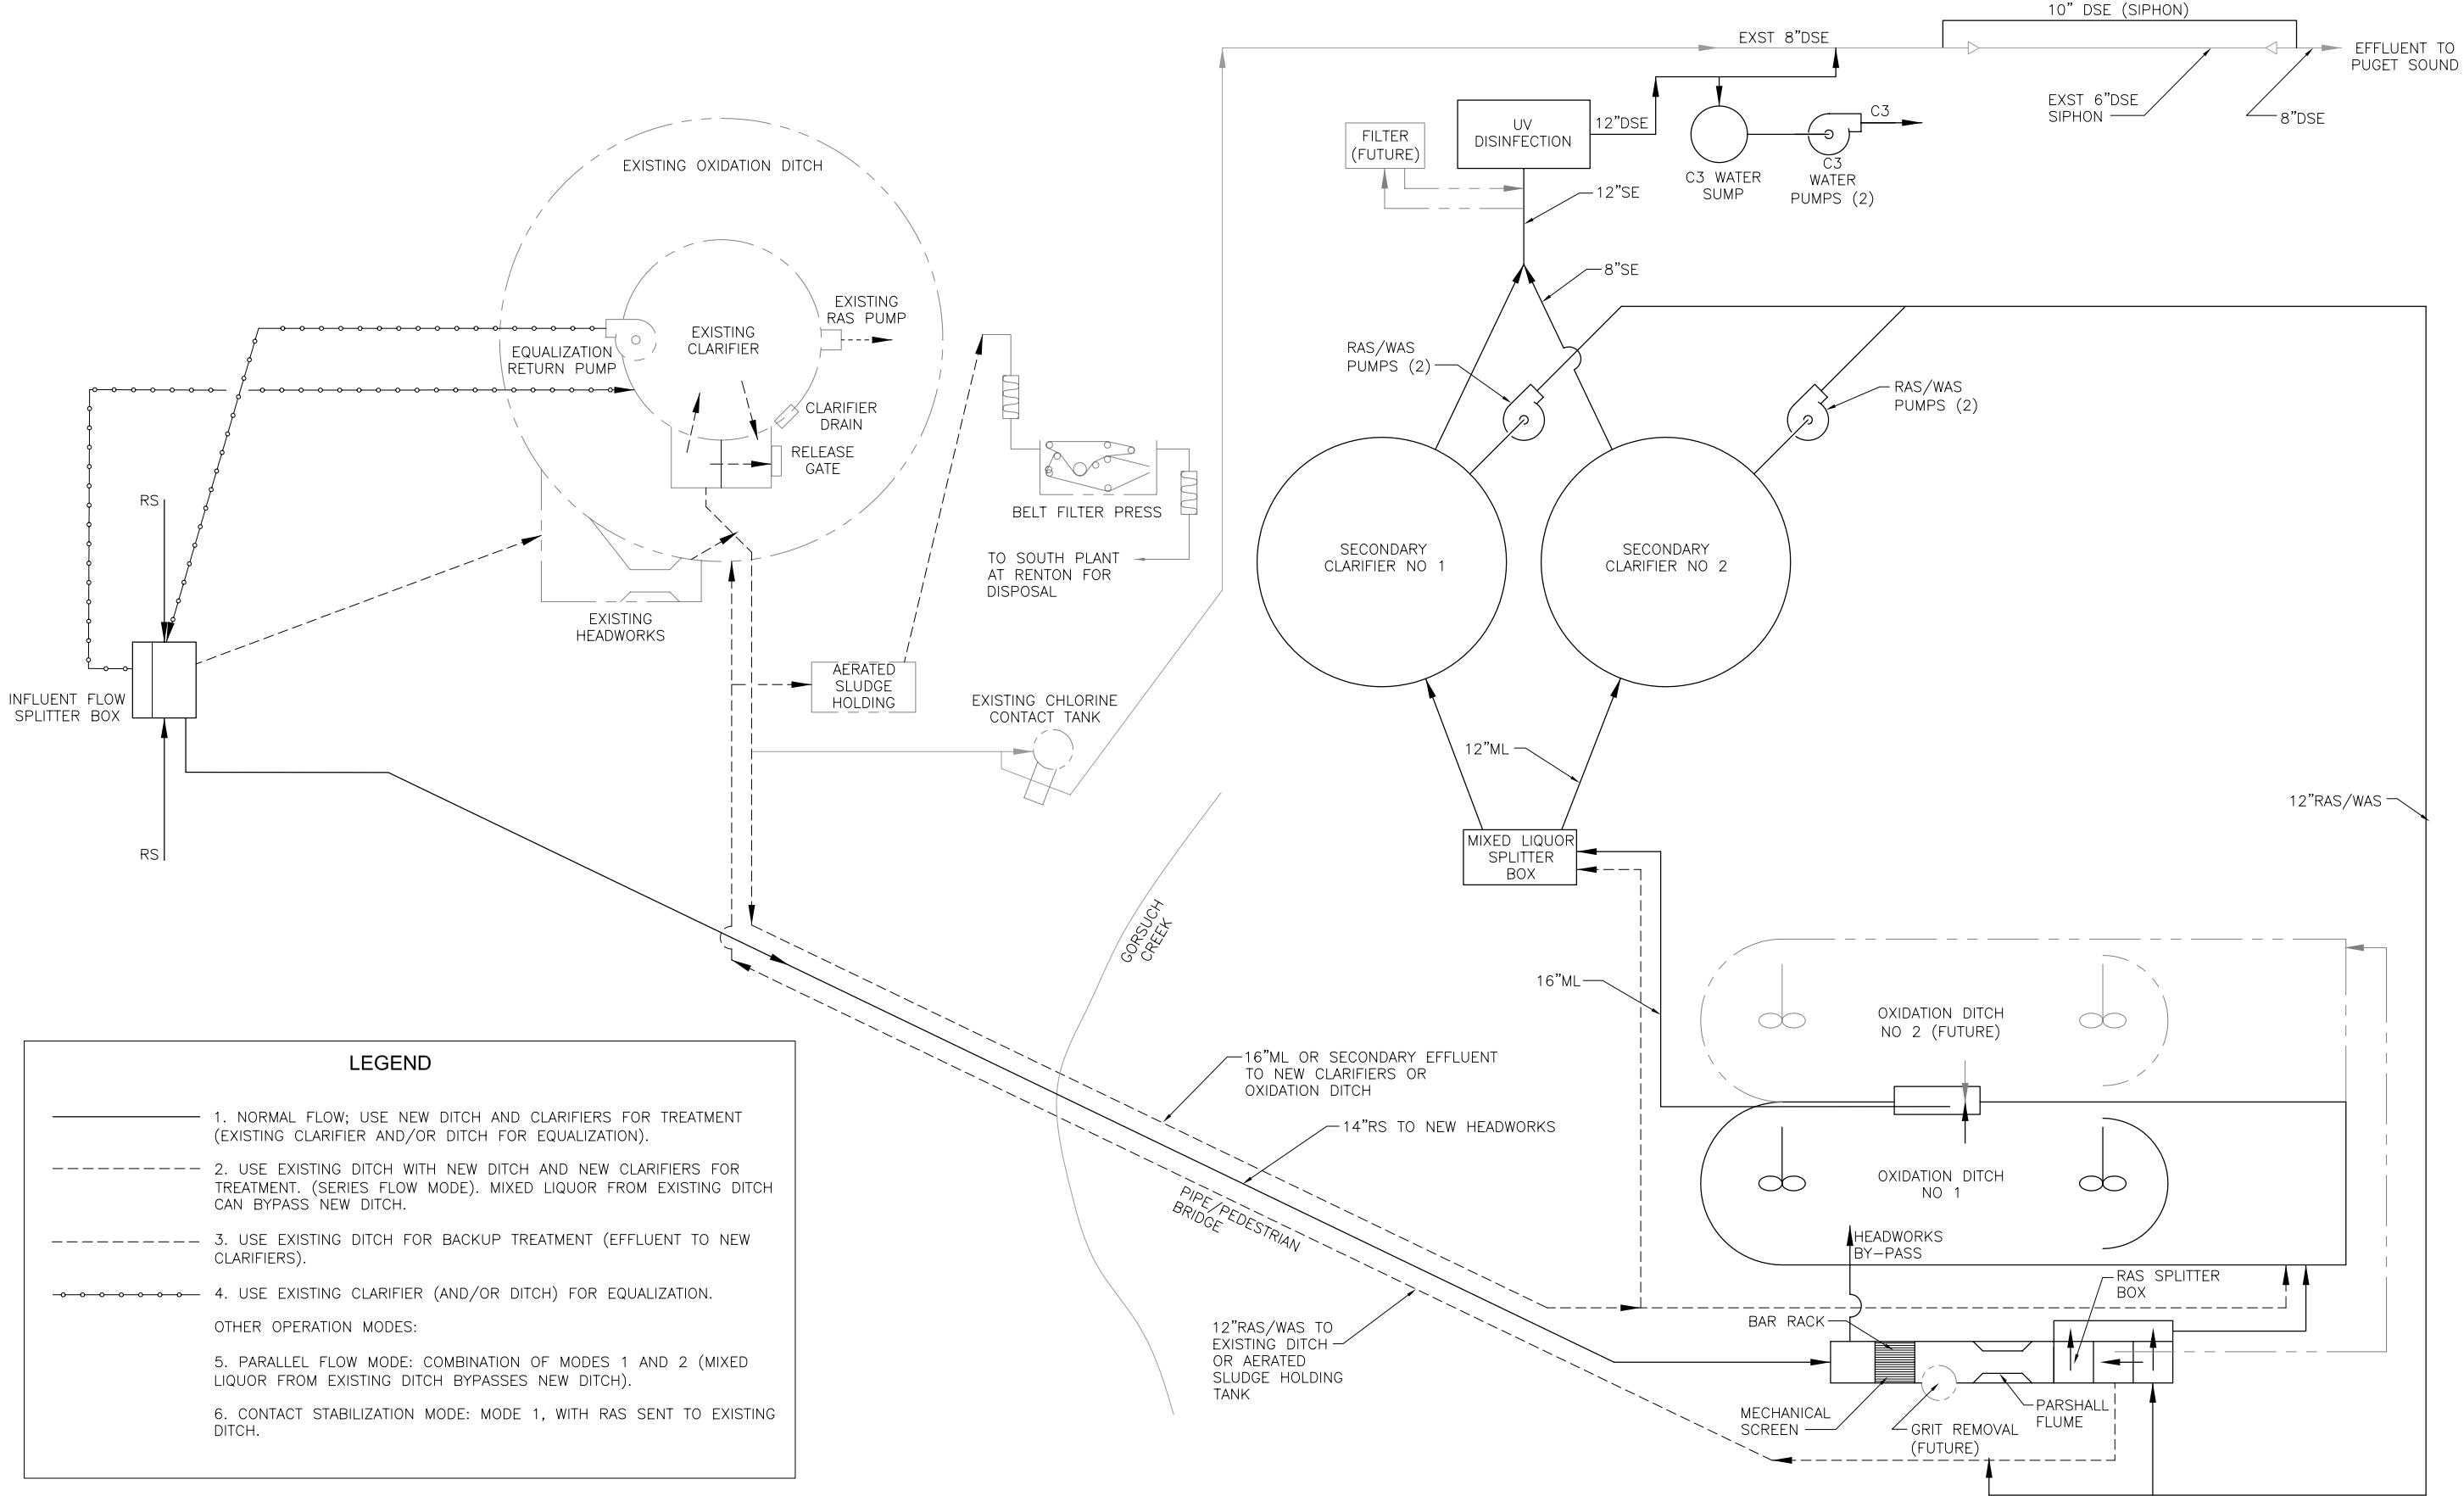 10" DSE (SIPHON)
EXST 8"DSE
EFFLUENT TO
PUGET SOUND
EXST 6"DSE
SIPHON
8"DSE
UV
DISINFECTION
12"DSE
C3
FILTER
(FUTURE)
C3 WATER
SUMP
C3
WATER
PUMPS (2)
12"SE
8"SE
EXISTING OXIDATION DITCH
EXISTING
RAS PUMP
EXISTING
CLARIFIER
EQUALIZATION
RETURN PUMP
CLARIFIER
DRAIN
RELEASE
GATE
RAS/WAS
PUMPS (2)
RAS/WAS
PUMPS (2)
RS
BELT FILTER PRESS
TO SOUTH PLANT
AT RENTON FOR
DISPOSAL
SECONDARY
CLARIFIER NO 1
SECONDARY
CLARIFIER NO 2
EXISTING
HEADWORKS
INFLUENT FLOW
SPLITTER BOX
AERATED
SLUDGE
HOLDING
EXISTING CHLORINE
CONTACT TANK
12"ML
12"RAS/WAS
RS
MIXED LIQUOR
SPLITTER
BOX
GORSUCH
CREEK
16"ML
OXIDATION DITCH
NO 2 (FUTURE)
16"ML OR SECONDARY EFFLUENT
TO NEW CLARIFIERS OR
OXIDATION DITCH
14"RS TO NEW HEADWORKS
OXIDATION DITCH
NO 1
PIPE/PEDESTRIAN
BRIDGE
HEADWORKS
BY-PASS
RAS SPLITTER
BOX
BAR RACK
12"RAS/WAS TO
EXISTING DITCH
OR AERATED
SLUDGE HOLDING
TANK
MECHANICAL
SCREEN
GRIT REMOVAL
(FUTURE)
PARSHALL
FLUME
LEGEND
1. NORMAL FLOW; USE NEW DITCH AND CLARIFIERS FOR TREATMENT
(EXISTING CLARIFIER AND/OR DITCH FOR EQUALIZATION).
2. USE EXISTING DITCH WITH NEW DITCH AND NEW CLARIFIERS FOR
TREATMENT. (SERIES FLOW MODE). MIXED LIQUOR FROM EXISTING DITCH
CAN BYPASS NEW DITCH.
3. USE EXISTING DITCH FOR BACKUP TREATMENT (EFFLUENT TO NEW
CLARIFIERS).
4. USE EXISTING CLARIFIER (AND/OR DITCH) FOR EQUALIZATION.
OTHER OPERATION MODES:
5. PARALLEL FLOW MODE: COMBINATION OF MODES 1 AND 2 (MIXED
LIQUOR FROM EXISTING DITCH BYPASSES NEW DITCH).
6. CONTACT STABILIZATION MODE: MODE 1, WITH RAS SENT TO EXISTING
DITCH.